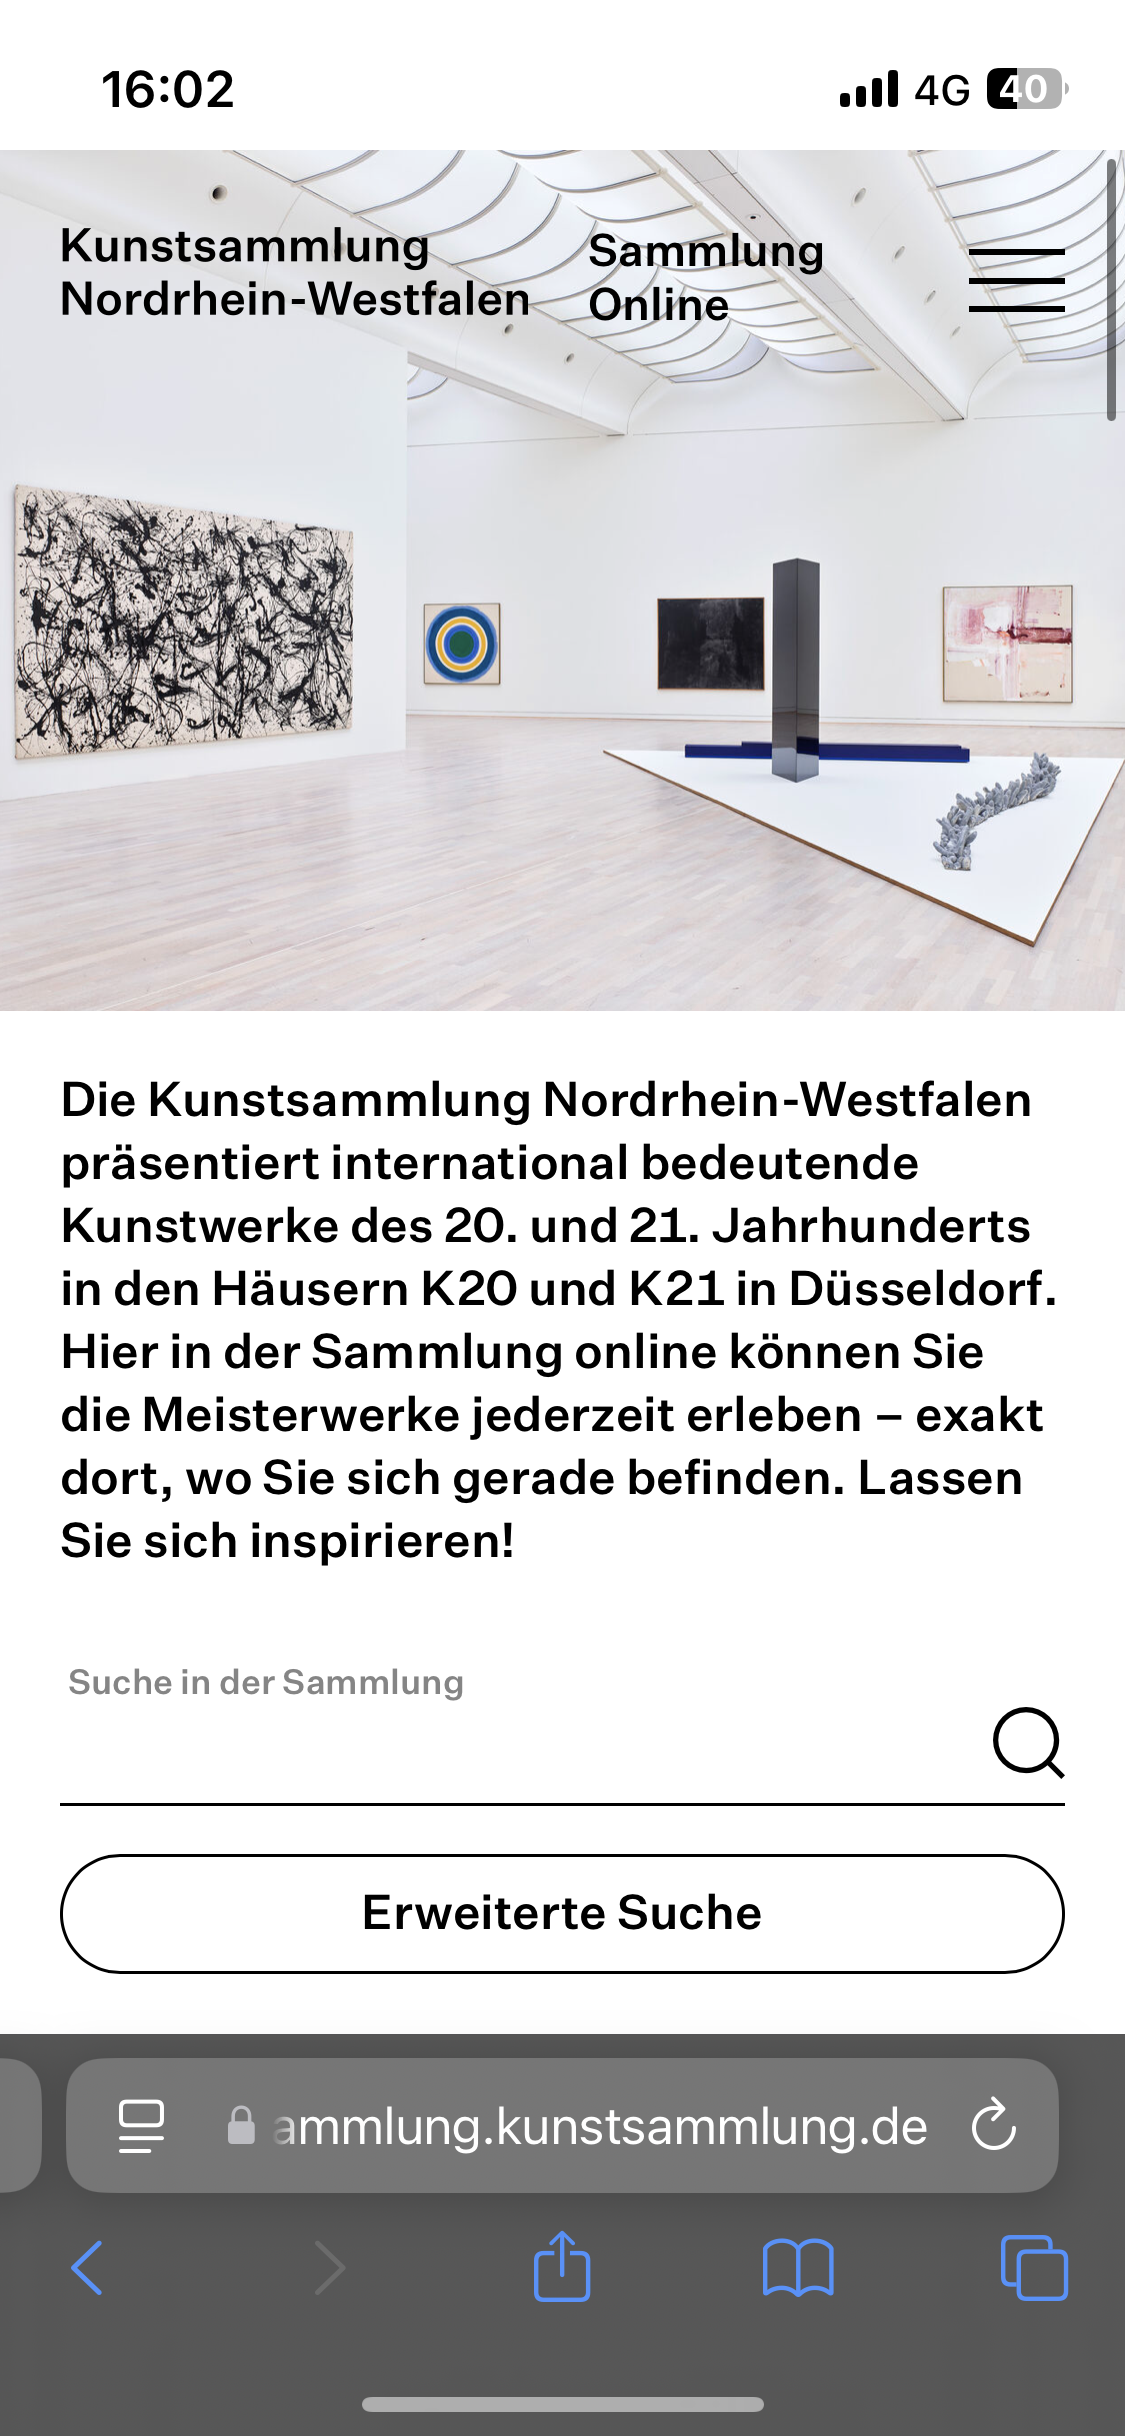 16:02
4G
40
Kunstsammlung
Nordrhein-Westfalen
Sammlung
Online
Die Kunstsammlung Nordrhein-Westfalen
präsentiert international bedeutende
Kunstwerke des 20. und 21. Jahrhunderts
in den Häusern K20 und K21 in Düsseldorf.
Hier in der Sammlung online können Sie
die Meisterwerke jederzeit erleben – exakt
dort, wo Sie sich gerade befinden. Lassen
Sie sich inspirieren!
Suche in der Sammlung
Erweiterte Suche
ammlung.kunstsammlung.de